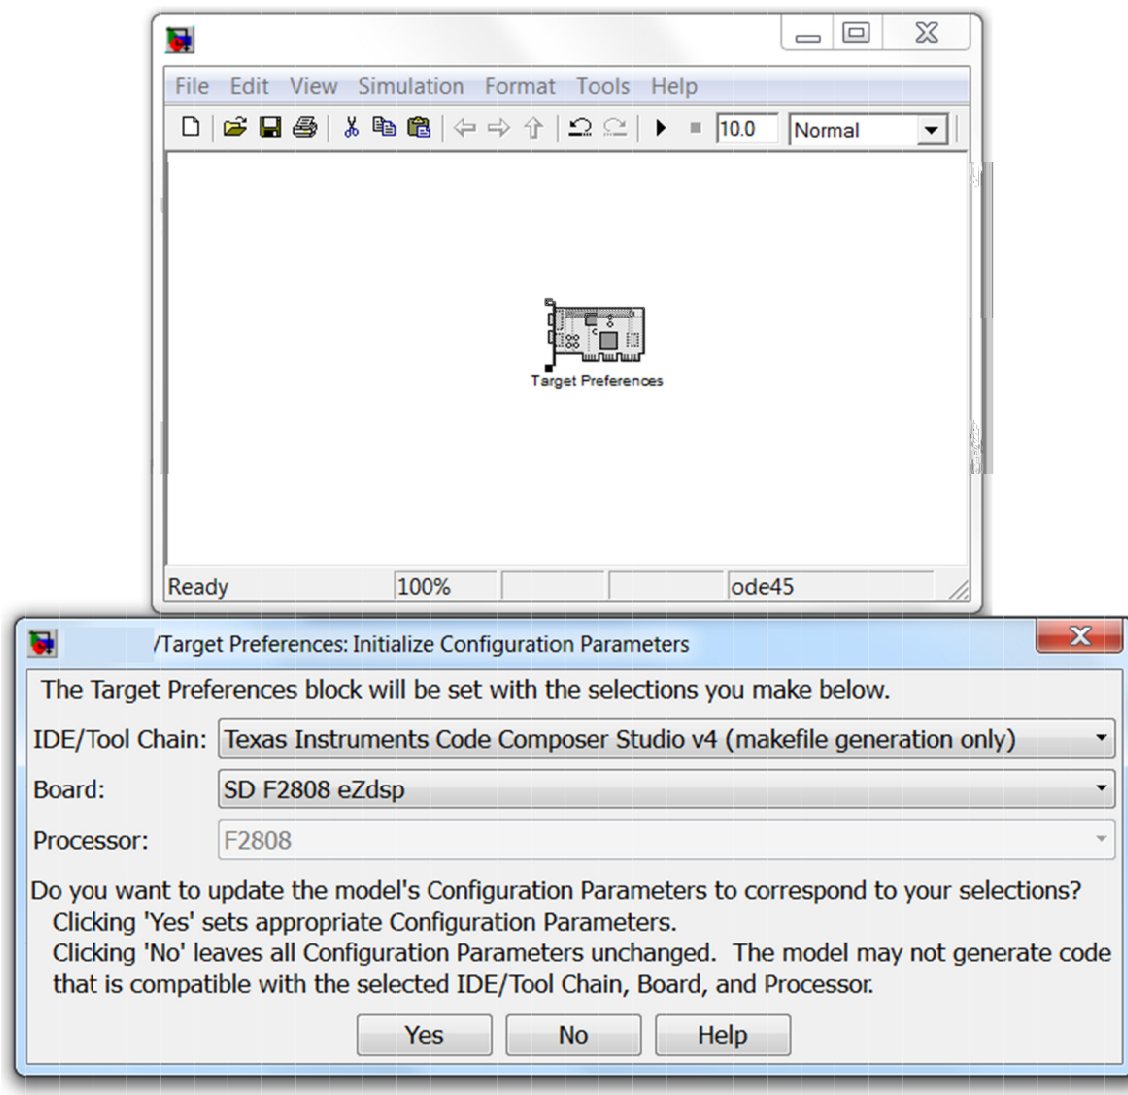 File Edit View Simulation Format Tools Help
10.0 Normal
Target Preferences
Ready 100% ode45
/Target Preferences: Initialize Configuration Parameters
The Target Preferences block will be set with the selections you make below.
IDE/Tool Chain: Texas Instruments Code Composer Studio v4 (makefile generation only)
Board: SD F2808 eZdsp
Processor: F2808
Do you want to update the model's Configuration Parameters to correspond to your selections?
Clicking 'Yes' sets appropriate Configuration Parameters.
Clicking 'No' leaves all Configuration Parameters unchanged. The model may not generate code
that is compatible with the selected IDE/Tool Chain, Board, and Processor.
Yes No Help